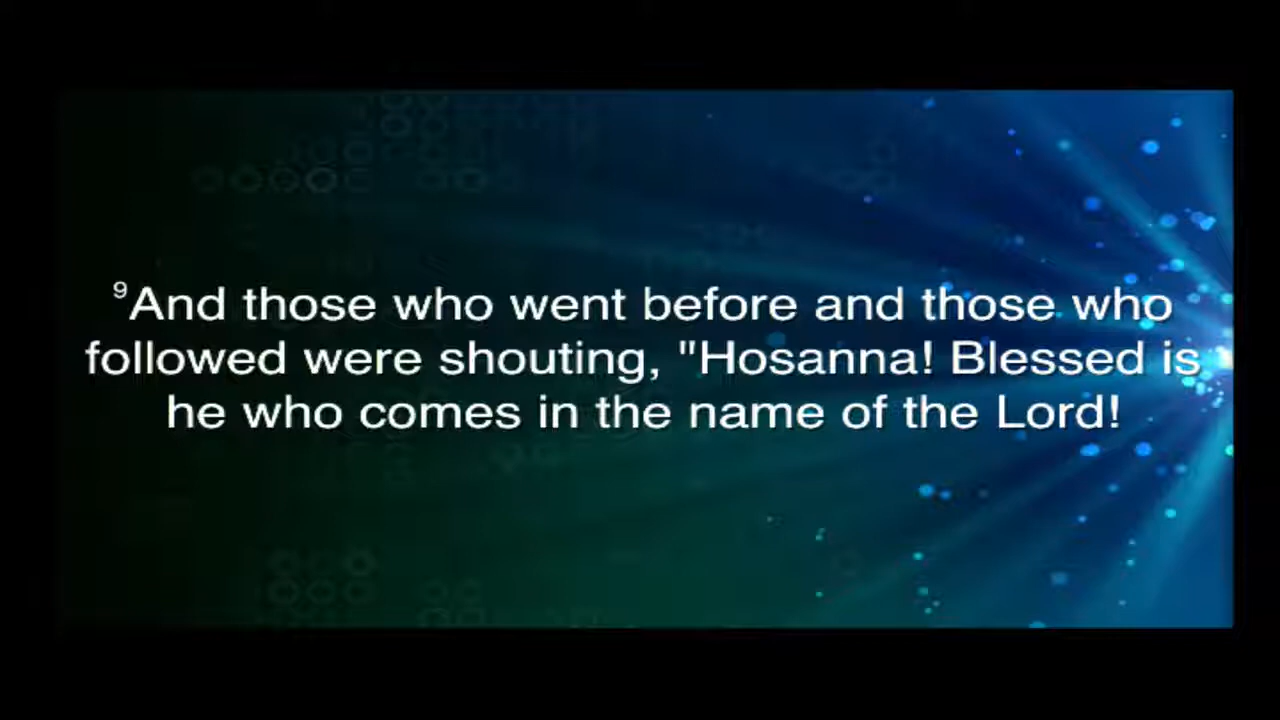 ⁹And those who went before and those who
followed were shouting, "Hosanna! Blessed is
he who comes in the name of the Lord!